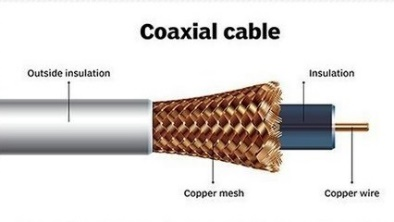 Coaxial cable
Outside insulation
Insulation
Copper mesh
Copper wire